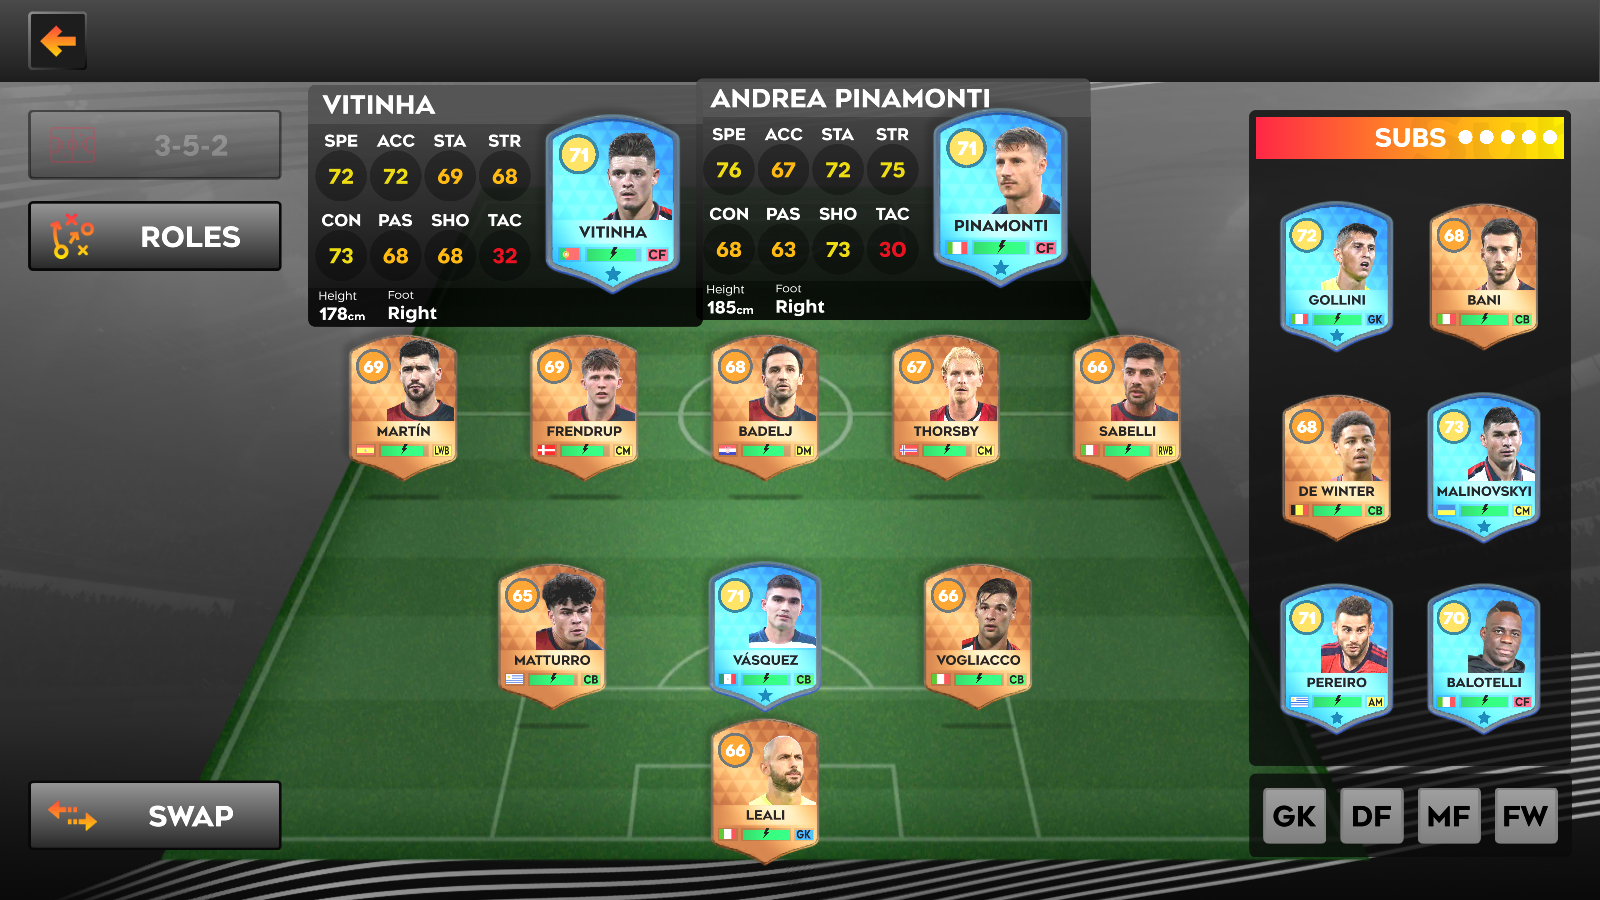 3-5-2
ROLES
SWAP
VITINHA
SPE ACC STA STR
72 72 69 68
CON PAS SHO TAC
73 68 68 32
Height Foot
178cm Right
71
VITINHA
CF
ANDREA PINAMONTI
SPE ACC STA STR
76 67 72 75
CON PAS SHO TAC
68 63 73 30
Height Foot
185cm Right
71
PINAMONTI
CF
69
MARTÍN
LWB
69
FRENDRUP
CM
68
BADELJ
DM
67
THORSBY
CM
66
SABELLI
RWB
65
MATTURRO
CB
71
VÁSQUEZ
CB
66
VOGLIACCO
CB
66
LEALI
GK
SUBS
72
GOLLINI
GK
68
BANI
CB
68
DE WINTER
CB
73
MALINOVSKYI
CM
71
PEREIRO
AM
70
BALOTELLI
CF
GK DF MF FW